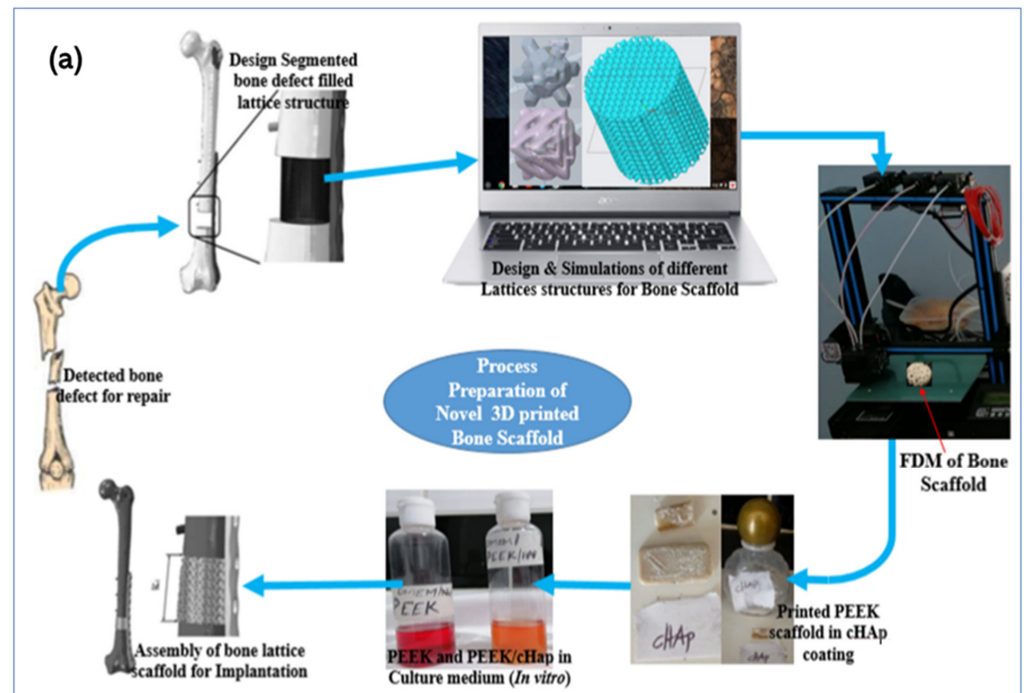 (a)
Design Segmented
bone defect filled
lattice structure
Design & Simulations of different
Lattices structures for Bone Scaffold
Detected bone
defect for repair
Process
Preparation of
Novel 3D printed
Bone Scaffold
FDM of Bone
Scaffold
Printed PEEK
scaffold in cHAp
coating
cHAp
cHAp
cHAp
PEEK/
PEEK
PEEK and PEEK/cHap in
Culture medium (In vitro)
Assembly of bone lattice
scaffold for Implantation
acer